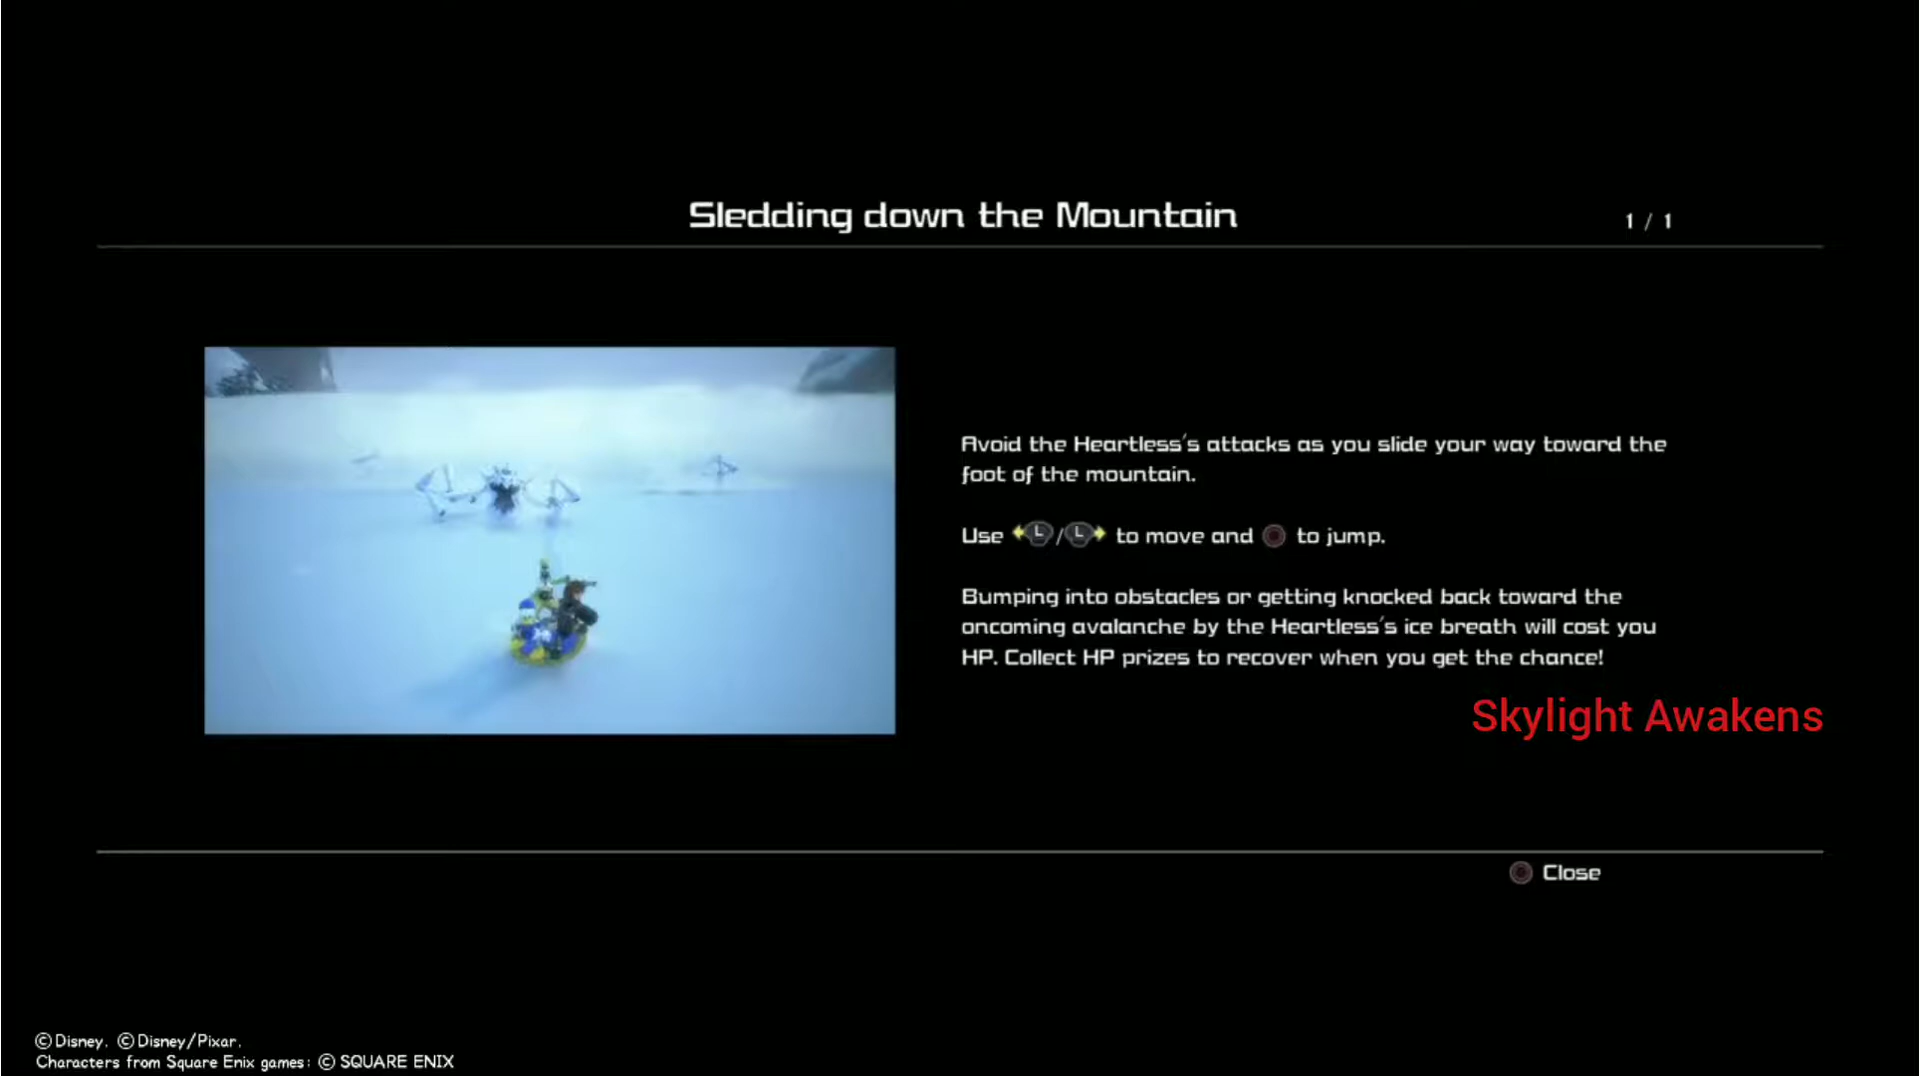 Sledding down the Mountain
1 / 1
Avoid the Heartless's attacks as you slide your way toward the
foot of the mountain.
Use L/L to move and to jump.
Bumping into obstacles or getting knocked back toward the
oncoming avalanche by the Heartless's ice breath will cost you
HP. Collect HP prizes to recover when you get the chance!
Skylight Awakens
Close
©Disney. ©Disney/Pixar.
Characters from Square Enix games: © SQUARE ENIX